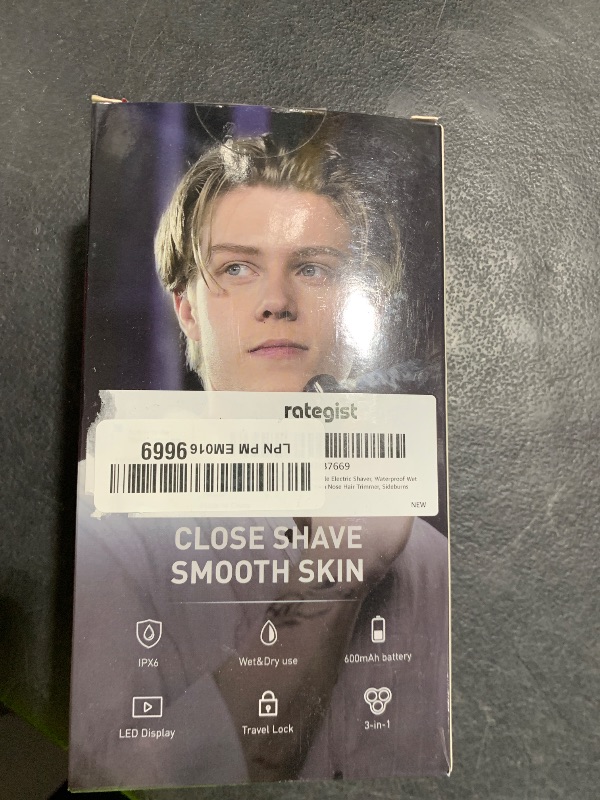 rategist
LPN PM EM0169669
37669
le Electric Shaver, Waterproof Wet
Nose Hair Trimmer, Sideburns
NEW
CLOSE SHAVE
SMOOTH SKIN
IPX6
Wet&Dry use
600mAh battery
LED Display
Travel Lock
3-in-1